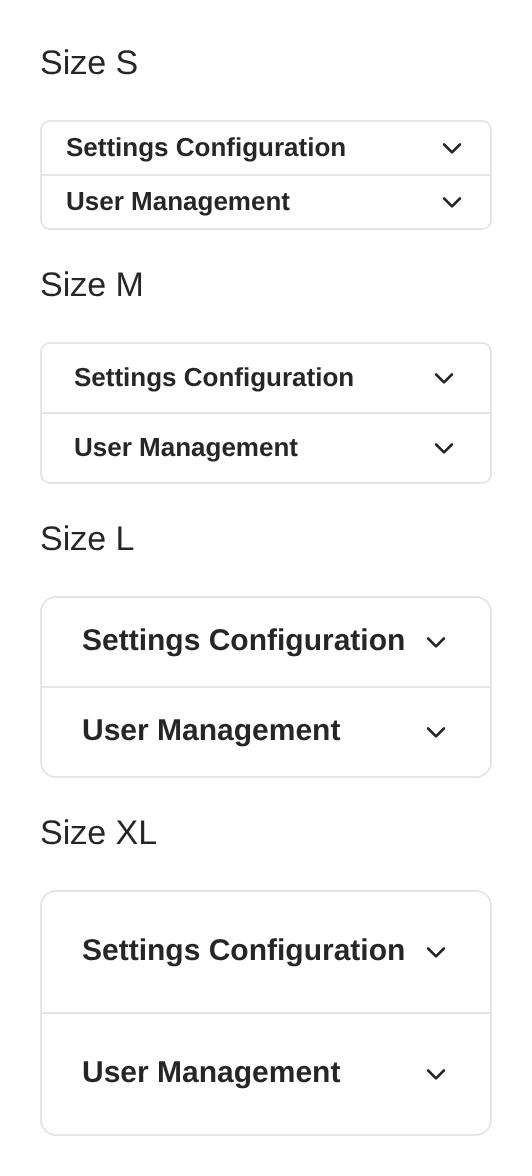 Size S
Settings Configuration
User Management
Size M
Settings Configuration
User Management
Size L
Settings Configuration
User Management
Size XL
Settings Configuration
User Management